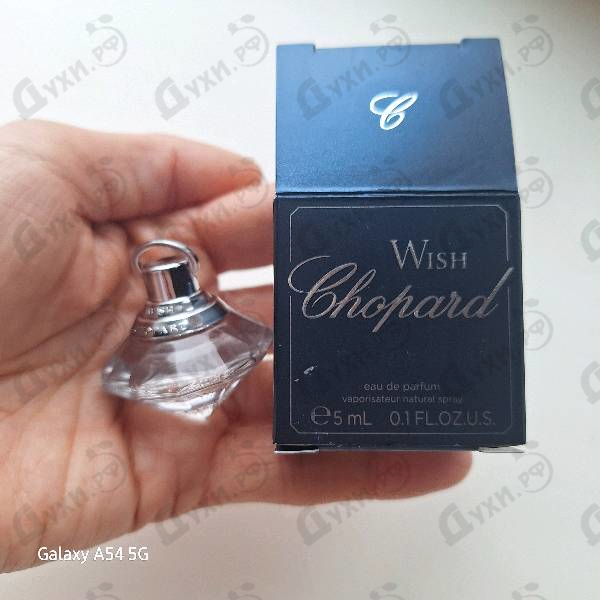 C
WISH
Chopard
eau de parfum
vaporisateur natural spray
℮5 mL 0.1 FL.OZ.U.S.
Galaxy A54 5G
Духи.рф